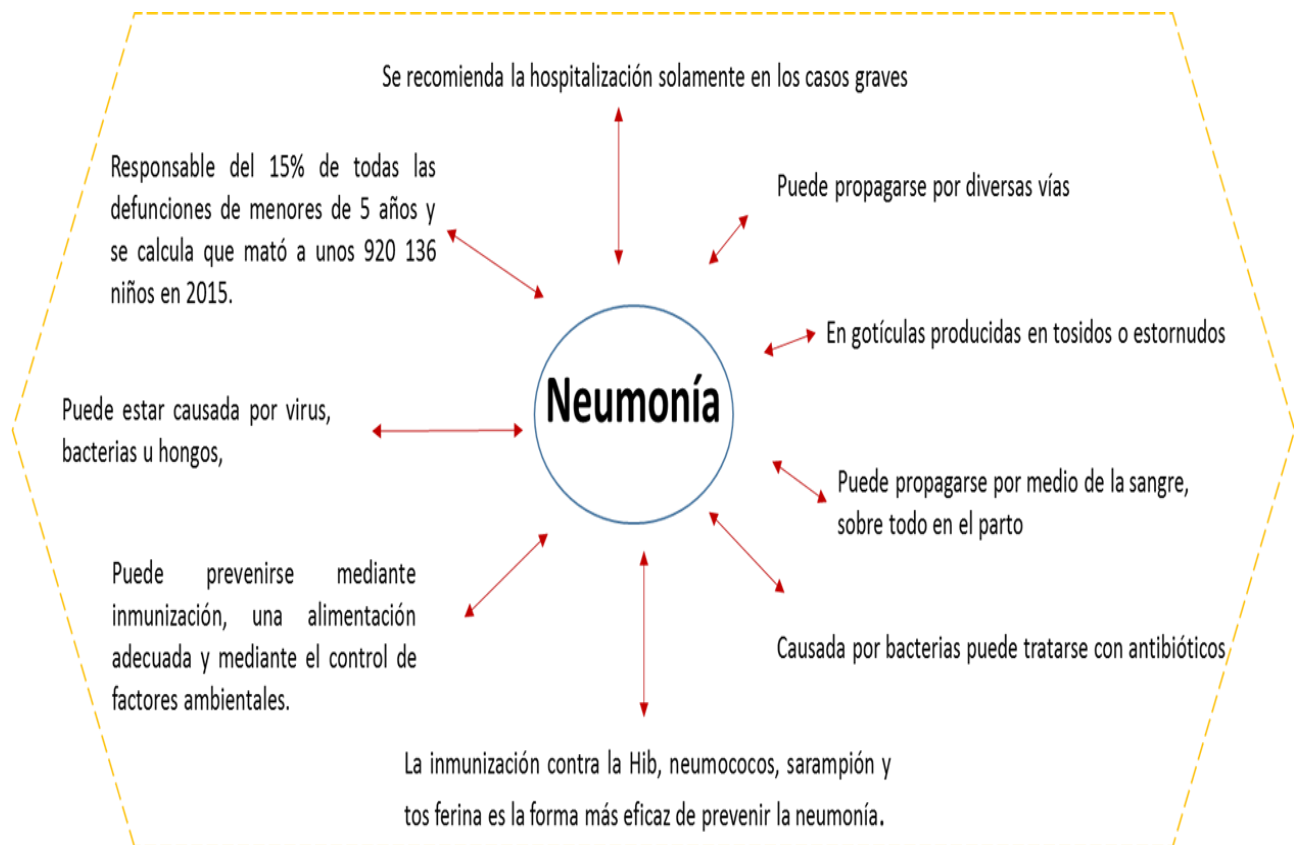 Se recomienda la hospitalización solamente en los casos graves
Responsable del 15% de todas las
defunciones de menores de 5 años y
se calcula que mató a unos 920 136
niños en 2015.
Puede propagarse por diversas vías
En gotículas producidas en tosidos o estornudos
Neumonía
Puede estar causada por virus,
bacterias u hongos,
Puede propagarse por medio de la sangre,
sobre todo en el parto
Puede prevenirse mediante
inmunización, una alimentación
adecuada y mediante el control de
factores ambientales.
Causada por bacterias puede tratarse con antibióticos
La inmunización contra la Hib, neumococos, sarampión y
tos ferina es la forma más eficaz de prevenir la neumonía.